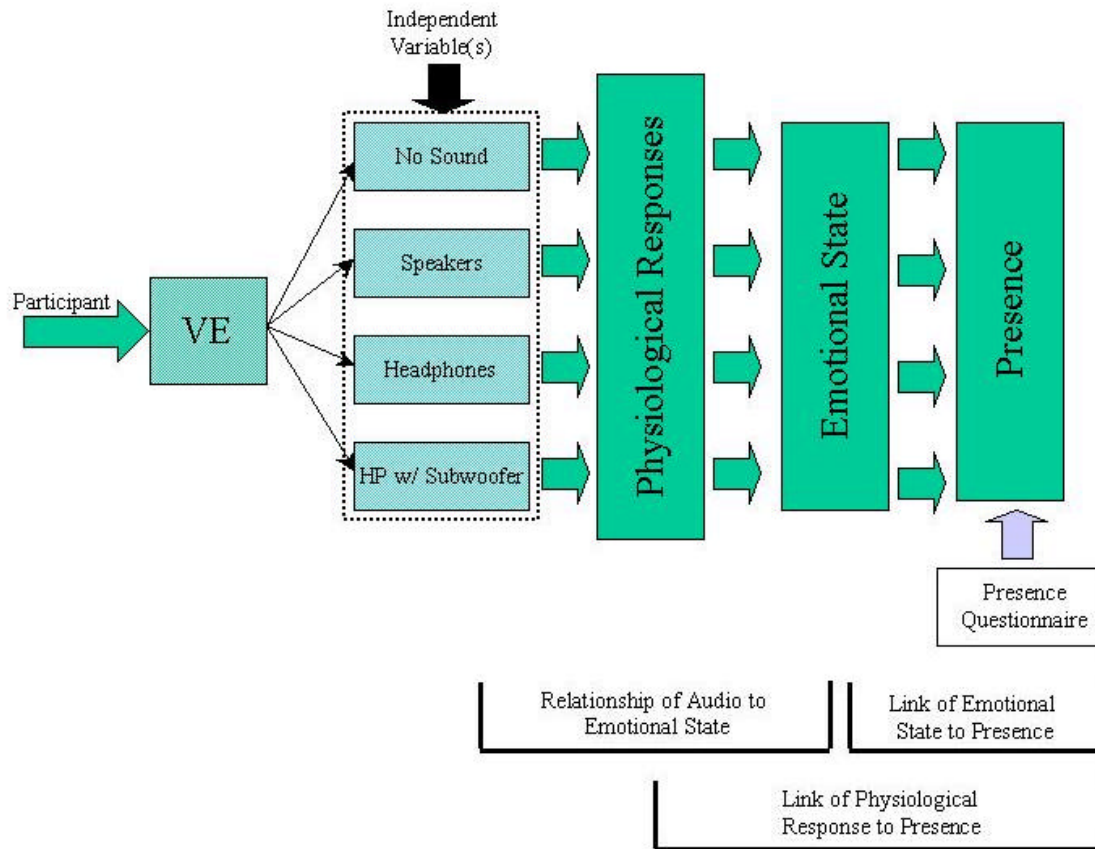 Independent
Variable(s)
No Sound
Speakers
Headphones
HP w/ Subwoofer
Participant
VE
Physiological Responses
Emotional State
Presence
Presence
Questionnaire
Relationship of Audio to
Emotional State
Link of Emotional
State to Presence
Link of Physiological
Response to Presence